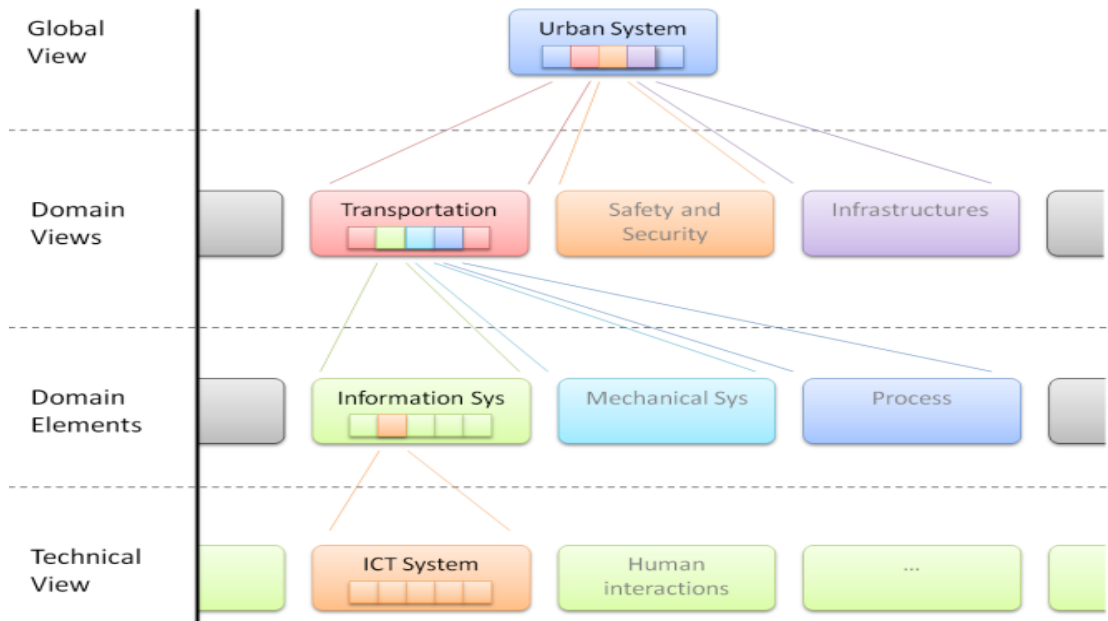 Global
View
Urban System
Domain
Views
Transportation
Safety and
Security
Infrastructures
Domain
Elements
Information Sys
Mechanical Sys
Process
Technical
View
ICT System
Human
interactions
...